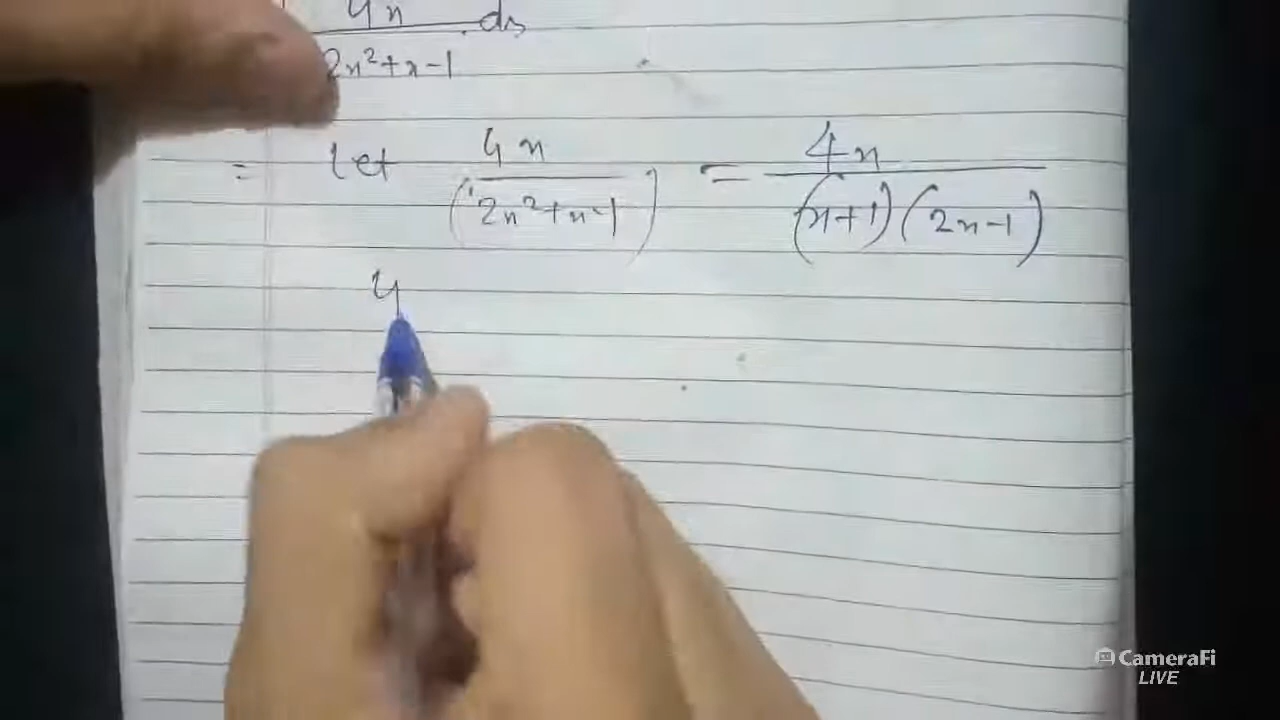 4x dx
2x²+x-1
= let 4x = 4x
(2x²+x-1) (x+1)(2x-1)
4
CameraFi
LIVE